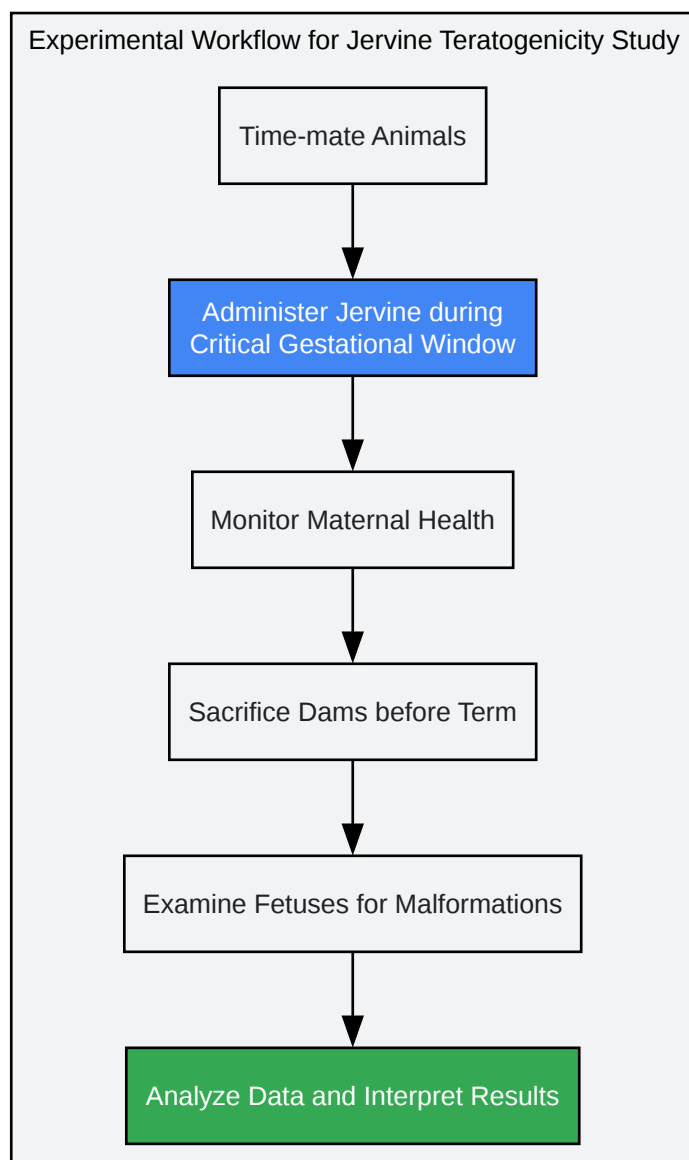 Experimental Workflow for Jervine Teratogenicity Study
Time-mate Animals
Administer Jervine during
Critical Gestational Window
Monitor Maternal Health
Sacrifice Dams before Term
Examine Fetuses for Malformations
Analyze Data and Interpret Results